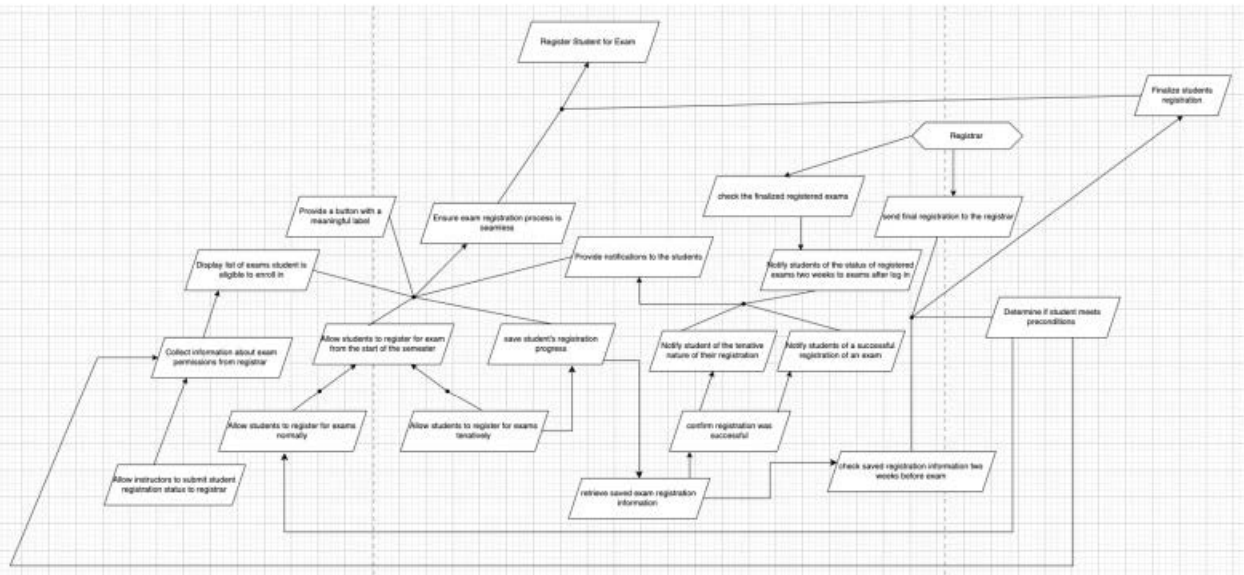 Register Student for Exam
Finalize students
registration
Registrar
check the finalized registered exams
Provide a button with a
meaningful label
Ensure exam registration process is
seamless
send final registration to the registrar
Provide notifications to the students
Display list of exams student is
eligible to enroll in
Notify students of the status of registered
exams two weeks to exams after log in
Determine if student meets
preconditions
Allow students to register for exam
from the start of the semester
save student's registration
progress
Notify student of the tenative
nature of their registration
Notify students of a successful
registration of an exam
Collect information about exam
permissions from registrar
Allow students to register for exams
normally
Allow students to register for exams
teratively
confirm registration was
successful
Allow instructors to submit student
registration status to registrar
check saved registration information two
weeks before exam
retrieve saved exam registration
information